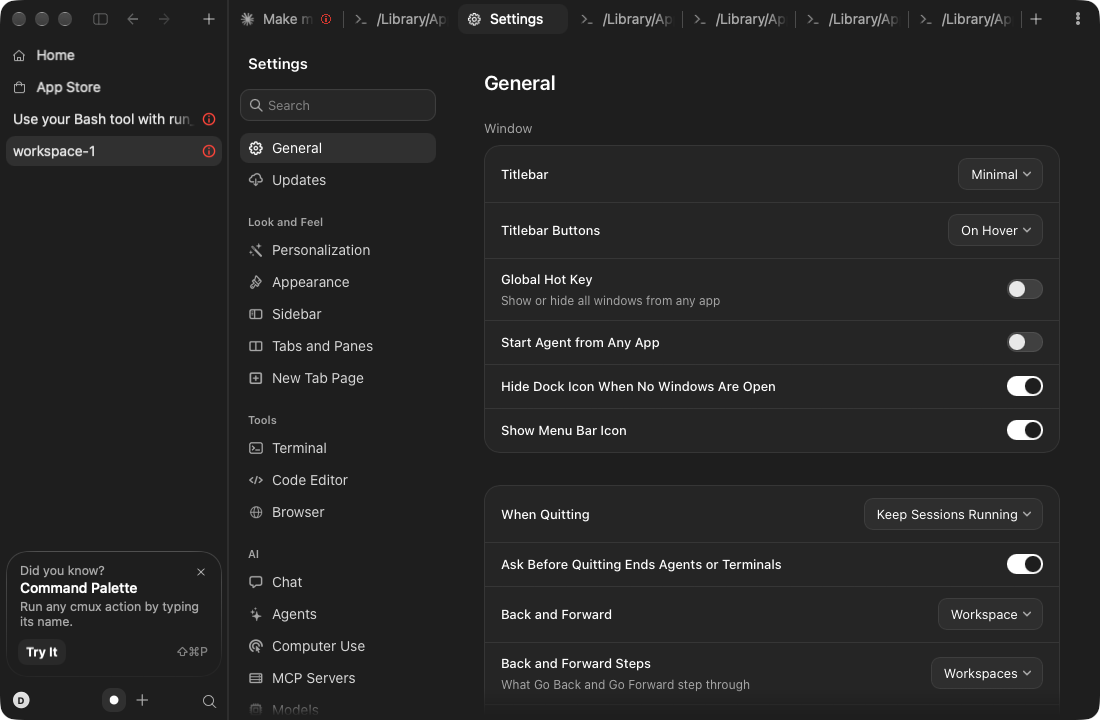 Make m
/Library/Ap
Settings
/Library/Ap
/Library/Ap
/Library/Ap
/Library/Ap
Home
App Store
Use your Bash tool with run_
workspace-1
Did you know?
Command Palette
Run any cmux action by typing
its name.
Try It
⇧⌘P
D
Settings
Search
General
Updates
Look and Feel
Personalization
Appearance
Sidebar
Tabs and Panes
New Tab Page
Tools
Terminal
Code Editor
Browser
AI
Chat
Agents
Computer Use
MCP Servers
Models
General
Window
Titlebar
Minimal
Titlebar Buttons
On Hover
Global Hot Key
Show or hide all windows from any app
Start Agent from Any App
Hide Dock Icon When No Windows Are Open
Show Menu Bar Icon
When Quitting
Keep Sessions Running
Ask Before Quitting Ends Agents or Terminals
Back and Forward
Workspace
Back and Forward Steps
What Go Back and Go Forward step through
Workspaces